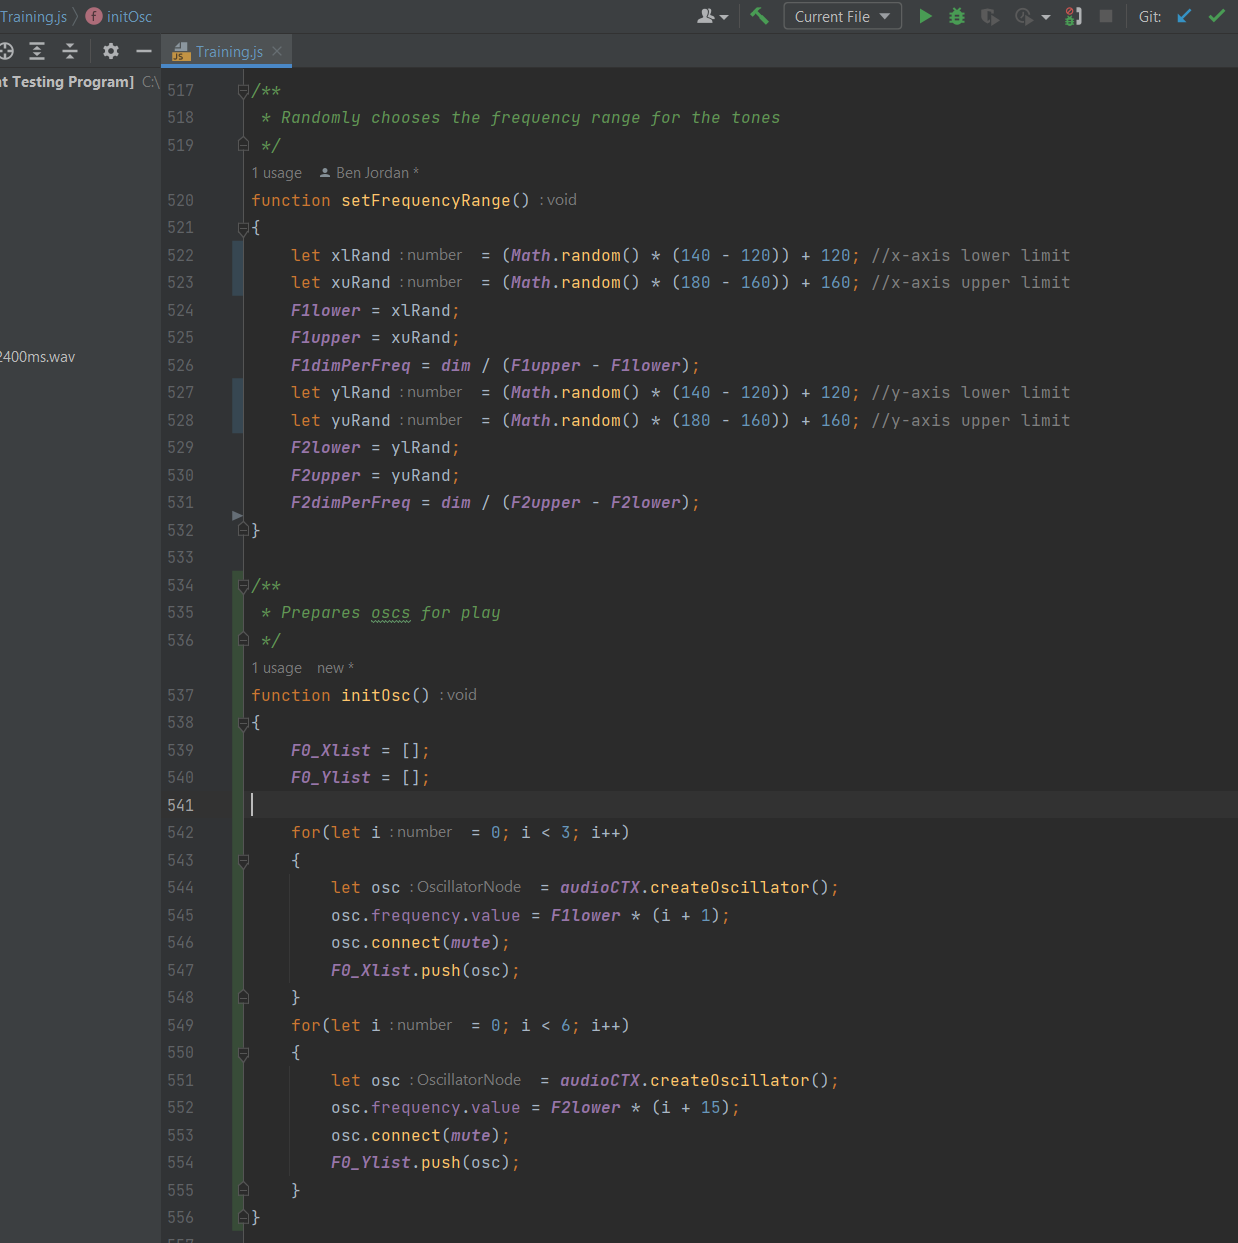 Training.js initOsc Current File Git:
Training.js
t Testing Program] C:\
2400ms.wav
517 /**
518 * Randomly chooses the frequency range for the tones
519 */
1 usage Ben Jordan *
520 function setFrequencyRange() : void
521 {
522 let xlRand : number = (Math.random() * (140 - 120)) + 120; //x-axis lower limit
523 let xuRand : number = (Math.random() * (180 - 160)) + 160; //x-axis upper limit
524 F1lower = xlRand;
525 F1upper = xuRand;
526 F1dimPerFreq = dim / (F1upper - F1lower);
527 let ylRand : number = (Math.random() * (140 - 120)) + 120; //y-axis lower limit
528 let yuRand : number = (Math.random() * (180 - 160)) + 160; //y-axis upper limit
529 F2lower = ylRand;
530 F2upper = yuRand;
531 F2dimPerFreq = dim / (F2upper - F2lower);
532 }
533
534 /**
535 * Prepares oscs for play
536 */
1 usage new *
537 function initOsc() : void
538 {
539 F0_Xlist = [];
540 F0_Ylist = [];
541
542 for(let i : number = 0; i < 3; i++)
543 {
544 let osc : OscillatorNode = audioCTX.createOscillator();
545 osc.frequency.value = F1lower * (i + 1);
546 osc.connect(mute);
547 F0_Xlist.push(osc);
548 }
549 for(let i : number = 0; i < 6; i++)
550 {
551 let osc : OscillatorNode = audioCTX.createOscillator();
552 osc.frequency.value = F2lower * (i + 15);
553 osc.connect(mute);
554 F0_Ylist.push(osc);
555 }
556 }